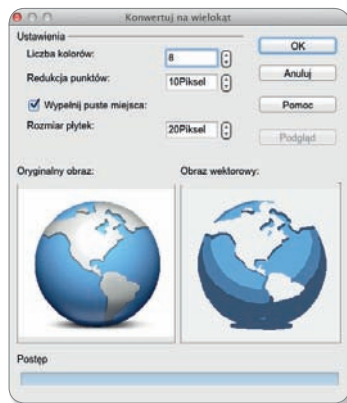 Konwertuj na wielokąt
Ustawienia
Liczba kolorów: 8
OK
Redukcja punktów: 10Piksel
Anuluj
Wypełnij puste miejsca:
Pomoc
Rozmiar płytek: 20Piksel
Podgląd
Oryginalny obraz: Obraz wektorowy:
Postęp